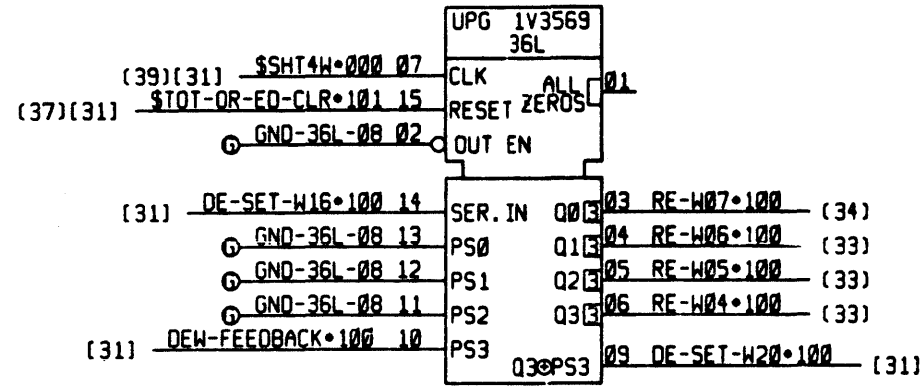 UPG 1V3569
36L
(39)[31] $SHT4W•000 07 CLK
ALL ZEROS 01
(37)[31] $TOT-OR-ED-CLR•101 15 RESET
G GND-36L-08 02 OUT EN
[31] DE-SET-W16•100 14 SER.IN Q0 3 03 RE-W07•100 (34)
G GND-36L-08 13 PS0 Q1 3 04 RE-W06•100 (33)
G GND-36L-08 12 PS1 Q2 3 05 RE-W05•100 (33)
G GND-36L-08 11 PS2 Q3 3 06 RE-W04•100 (33)
[31] DEW-FEEDBACK•100 10 PS3
Q3⊕PS3 09 DE-SET-W20•100 [31]